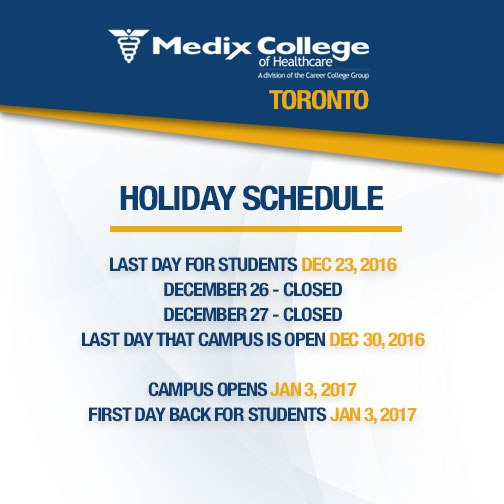 Medix College
of Healthcare
A division of the Career College Group
TORONTO
HOLIDAY SCHEDULE
LAST DAY FOR STUDENTS DEC 23, 2016
DECEMBER 26 - CLOSED
DECEMBER 27 - CLOSED
LAST DAY THAT CAMPUS IS OPEN DEC 30, 2016
CAMPUS OPENS JAN 3, 2017
FIRST DAY BACK FOR STUDENTS JAN 3, 2017